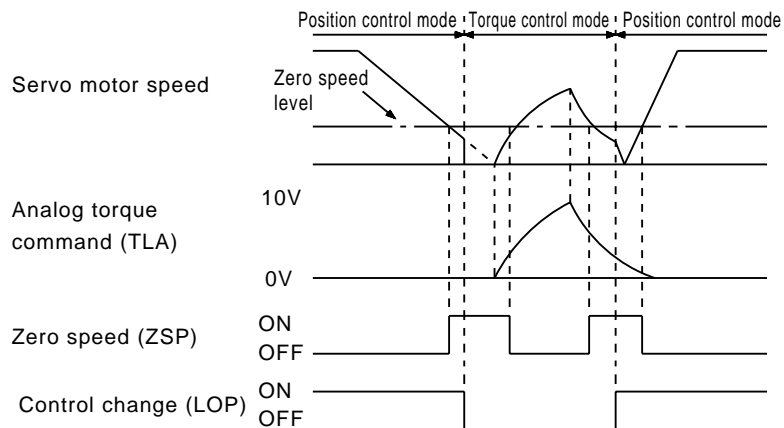 Position control mode Torque control mode Position control mode
Servo motor speed
Zero speed
level
10V
Analog torque
command (TLA)
0V
Zero speed (ZSP)
ON
OFF
Control change (LOP)
ON
OFF